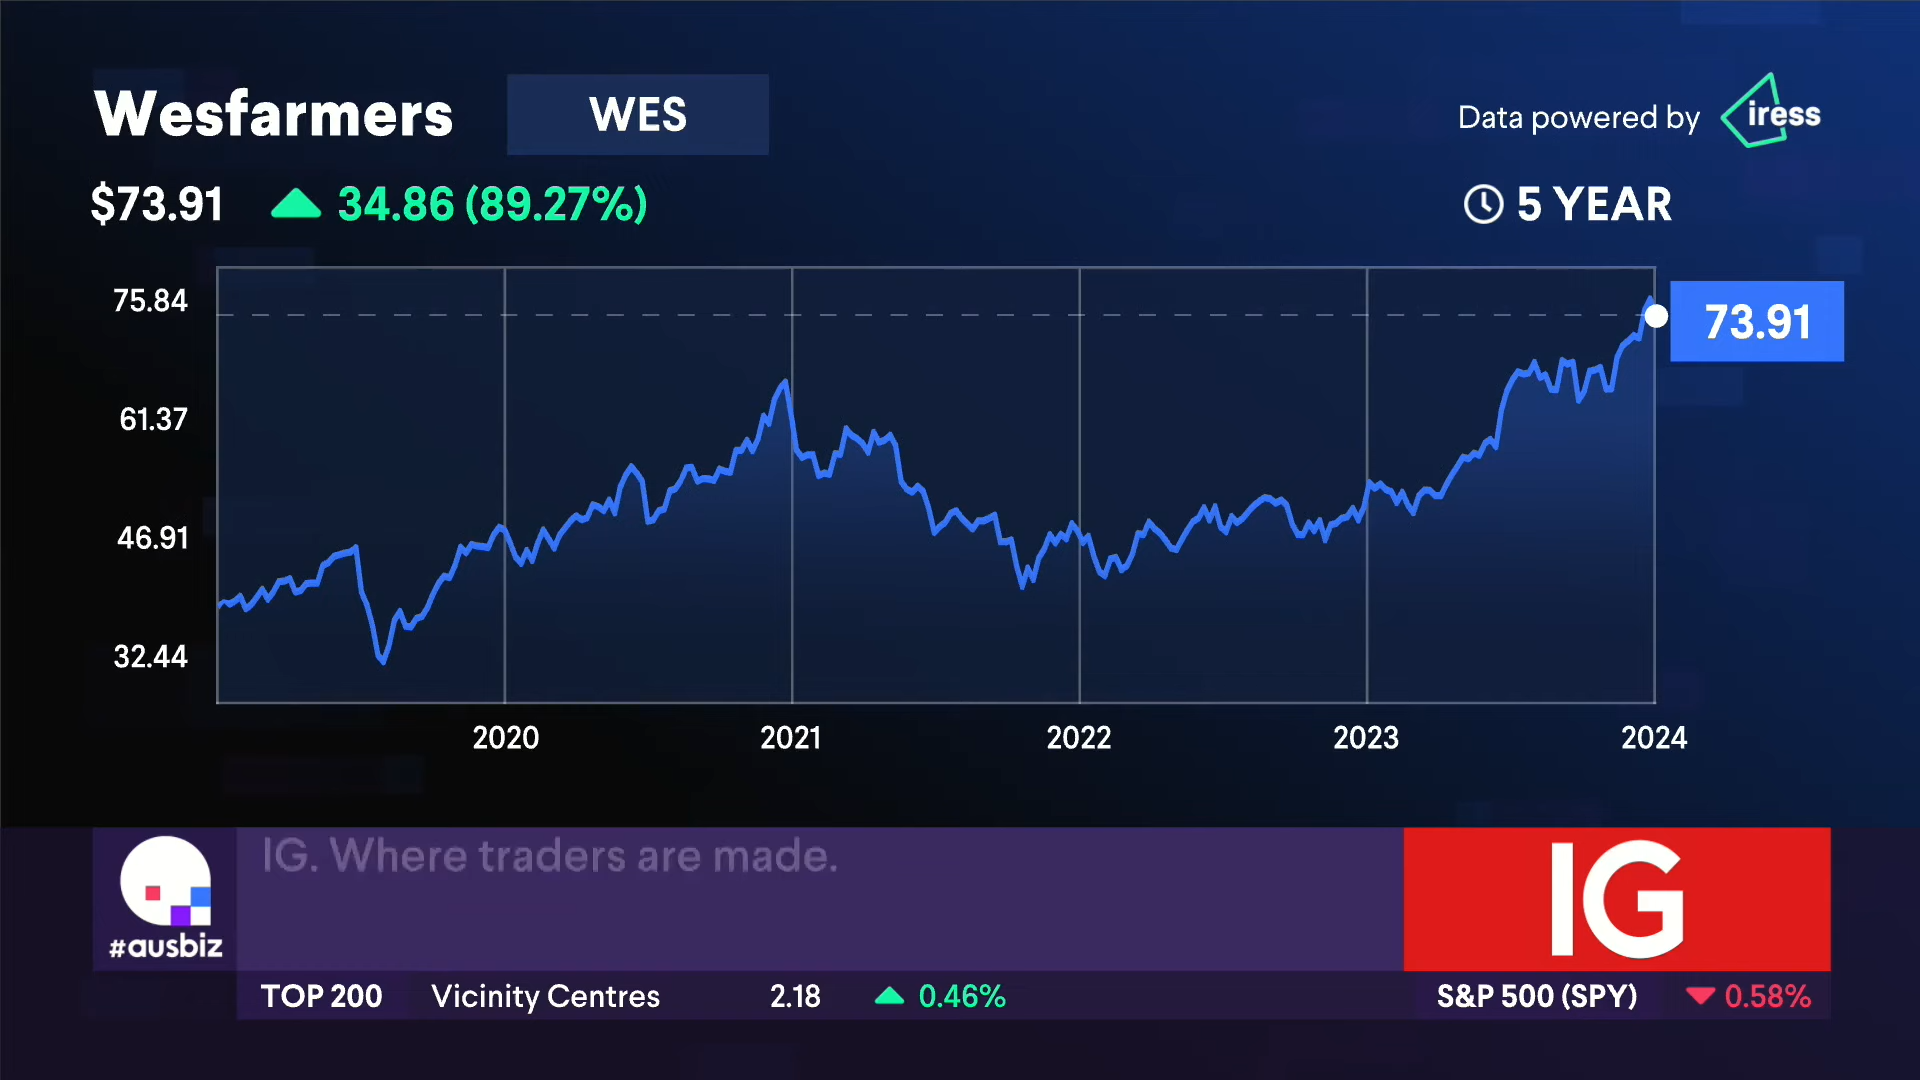 Wesfarmers WES
Data powered by iress
$73.91 34.86 (89.27%)
5 YEAR
75.84
73.91
61.37
46.91
32.44
2020 2021 2022 2023 2024
IG. Where traders are made.
IG
#ausbiz
TOP 200 Vicinity Centres 2.18 0.46% S&P 500 (SPY) 0.58%